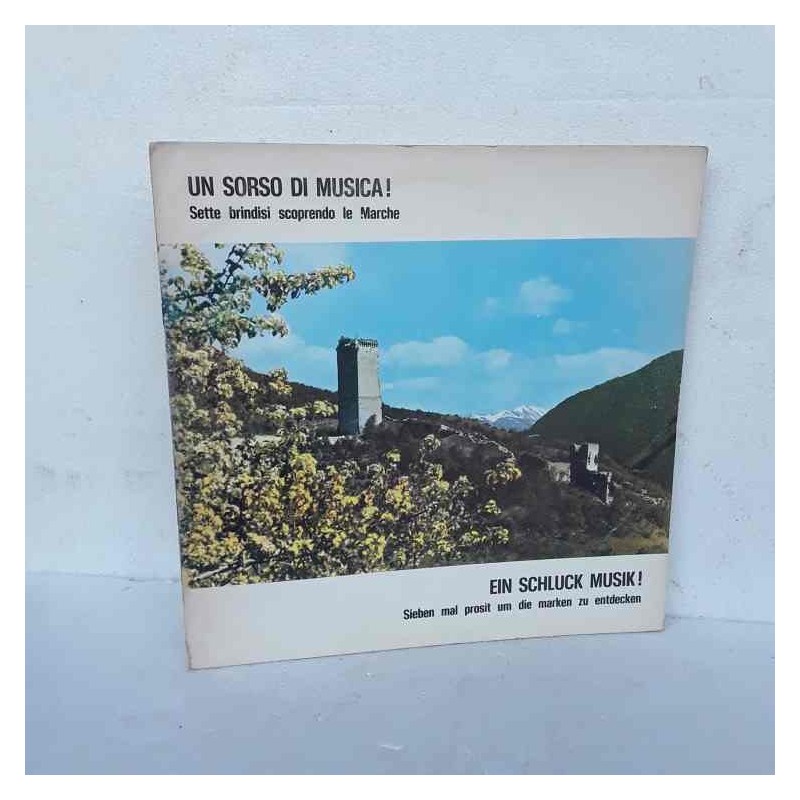 UN SORSO DI MUSICA!
Sette brindisi scoprendo le Marche
EIN SCHLUCK MUSIK!
Sieben mal prosit um die marken zu entdecken